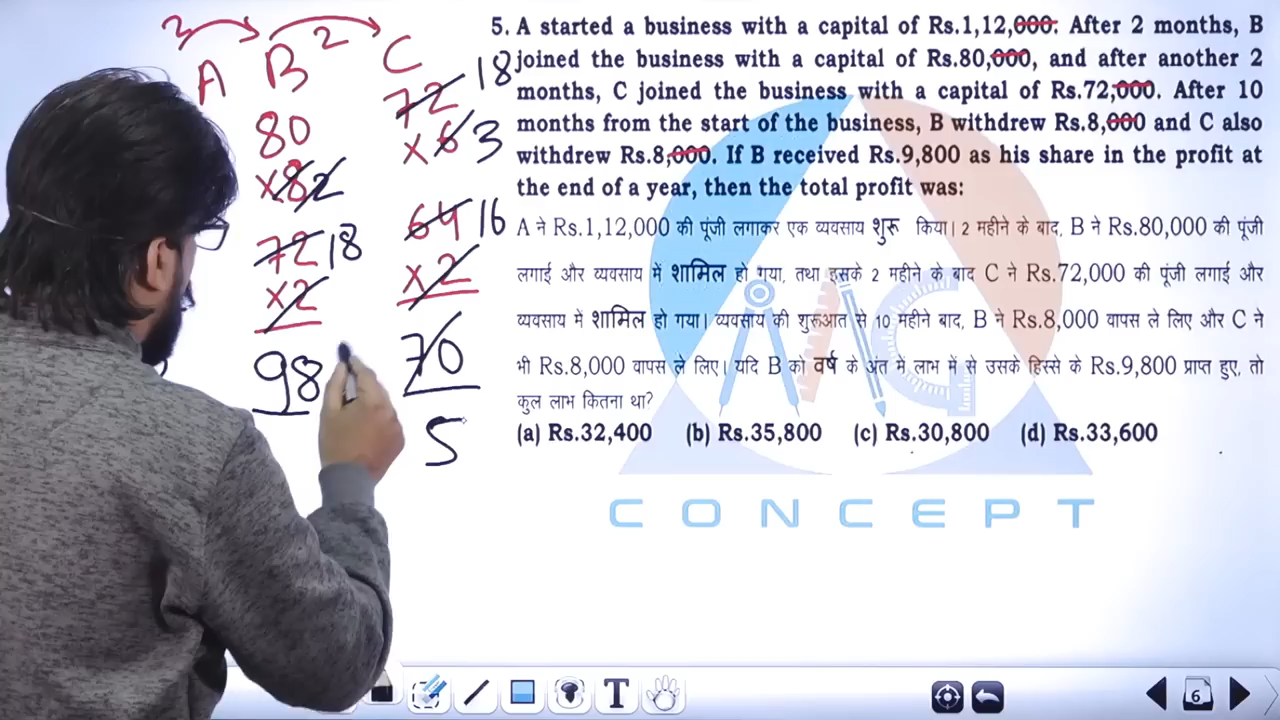 2 2
A B C
80 72 18
x82 x63
72 18 64 16
x2 x2
98 70
5
5. A started a business with a capital of Rs.1,12,000. After 2 months, B
joined the business with a capital of Rs.80,000, and after another 2
months, C joined the business with a capital of Rs.72,000. After 10
months from the start of the business, B withdrew Rs.8,000 and C also
withdrew Rs.8,000. If B received Rs.9,800 as his share in the profit at
the end of a year, then the total profit was:
A ने Rs.1,12,000 की पूंजी लगाकर एक व्यवसाय शुरू किया। 2 महीने के बाद, B ने Rs.80,000 की पूंजी
लगाई और व्यवसाय में शामिल हो गया, तथा इसके 2 महीने के बाद C ने Rs.72,000 की पूंजी लगाई और
व्यवसाय में शामिल हो गया। व्यवसाय की शुरूआत से 10 महीने बाद, B ने Rs.8,000 वापस ले लिए और C ने
भी Rs.8,000 वापस ले लिए। यदि B को वर्ष के अंत में लाभ में से उसके हिस्से के Rs.9,800 प्राप्त हुए, तो
कुल लाभ कितना था?
(a) Rs.32,400 (b) Rs.35,800 (c) Rs.30,800 (d) Rs.33,600
CONCEPT
T
6